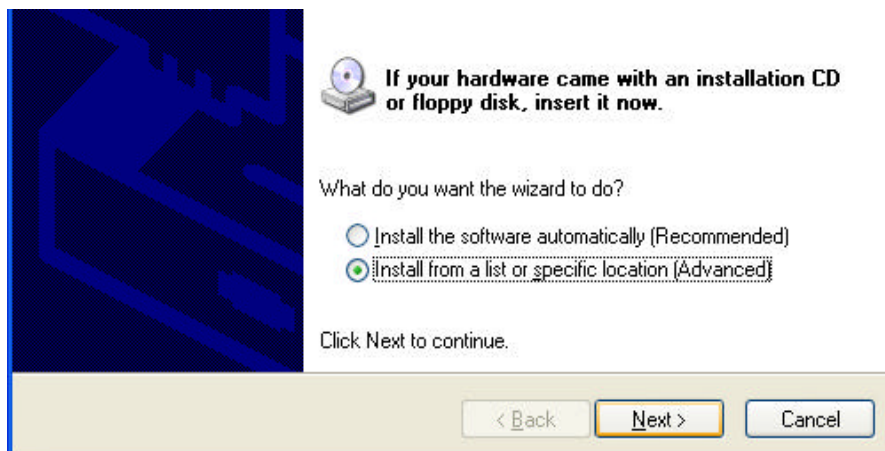 If your hardware came with an installation CD
or floppy disk, insert it now.
What do you want the wizard to do?
Install the software automatically (Recommended)
Install from a list or specific location (Advanced)
Click Next to continue.
< Back Next > Cancel